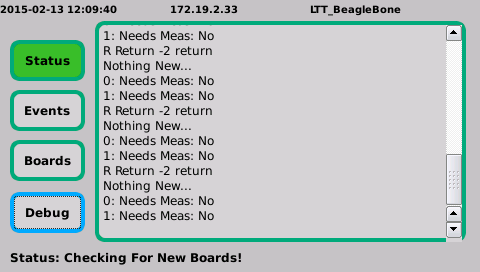 2015-02-13 12:09:40 172.19.2.33 LTT_BeagleBone
Status
Events
Boards
Debug
1: Needs Meas: No
R Return -2 return
Nothing New...
0: Needs Meas: No
1: Needs Meas: No
R Return -2 return
Nothing New...
0: Needs Meas: No
1: Needs Meas: No
R Return -2 return
Nothing New...
0: Needs Meas: No
1: Needs Meas: No
Status: Checking For New Boards!